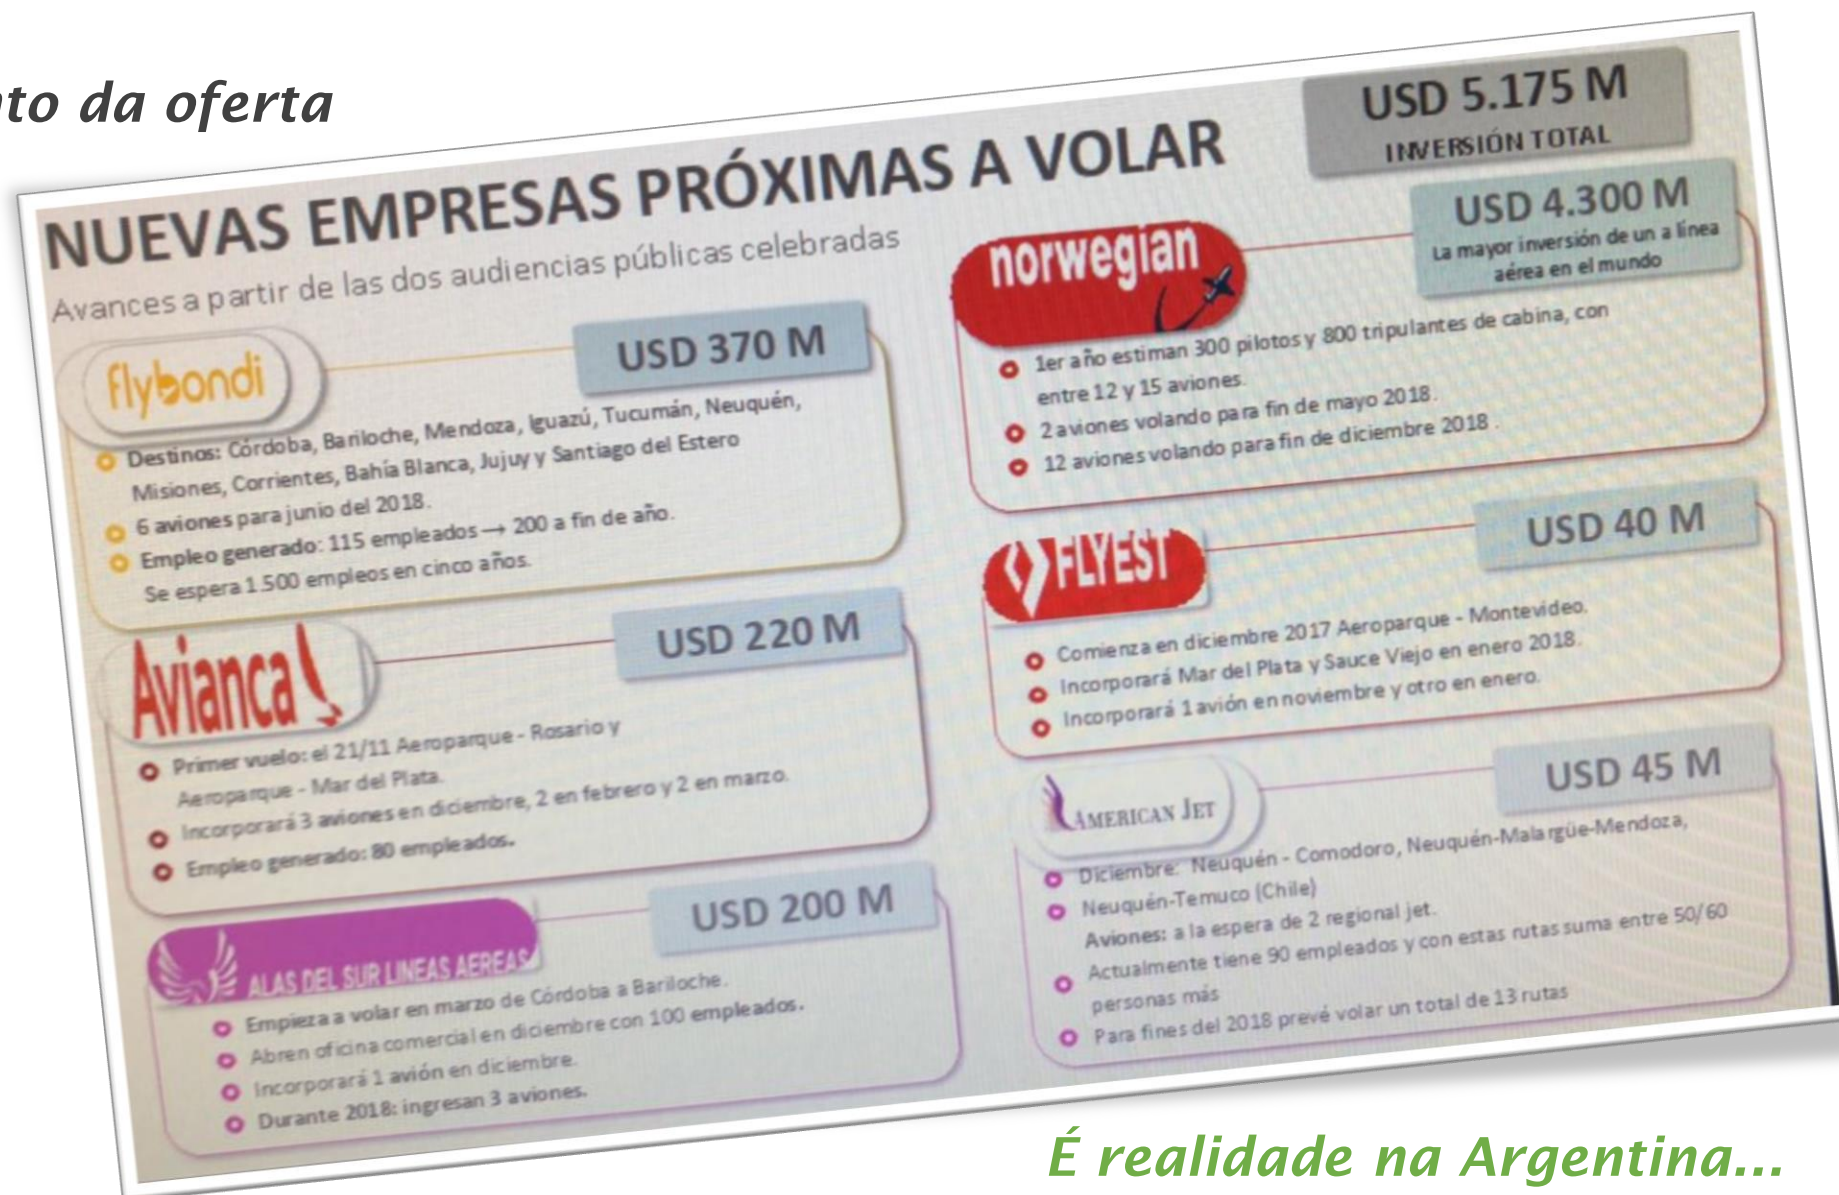 nto da oferta
NUEVAS EMPRESAS PRÓXIMAS A VOLAR
Avances a partir de las dos audiencias públicas celebradas
USD 5.175 M
INVERSIÓN TOTAL
flybondi
USD 370 M
Destinos: Córdoba, Bariloche, Mendoza, Iguazú, Tucumán, Neuquén,
Misiones, Corrientes, Bahía Blanca, Jujuy y Santiago del Estero
6 aviones para junio del 2018.
Empleo generado: 115 empleados → 200 a fin de año.
Se espera 1.500 empleos en cinco años.
Avianca
USD 220 M
Primer vuelo: el 21/11 Aeroparque - Rosario y
Aeroparque - Mar del Plata.
Incorporará 3 aviones en diciembre, 2 en febrero y 2 en marzo.
Empleo generado: 80 empleados.
ALAS DEL SUR LINEAS AEREAS
USD 200 M
Empieza a volar en marzo de Córdoba a Bariloche.
Abren oficina comercial en diciembre con 100 empleados.
Incorporará 1 avión en diciembre.
Durante 2018: ingresan 3 aviones.
norwegian
USD 4.300 M
La mayor inversión de un a línea
aérea en el mundo
1er año estiman 300 pilotos y 800 tripulantes de cabina, con
entre 12 y 15 aviones.
2 aviones volando para fin de mayo 2018.
12 aviones volando para fin de diciembre 2018 .
FLYEST
USD 40 M
Comienza en diciembre 2017 Aeroparque - Montevideo.
Incorporará Mar del Plata y Sauce Viejo en enero 2018.
Incorporará 1 avión en noviembre y otro en enero.
AMERICAN JET
USD 45 M
Diciembre: Neuquén - Comodoro, Neuquén-Malargüe-Mendoza,
Neuquén-Temuco (Chile)
Aviones: a la espera de 2 regional jet.
Actualmente tiene 90 empleados y con estas rutas suma entre 50/60
personas más
Para fines del 2018 prevé volar un total de 13 rutas
É realidade na Argentina...